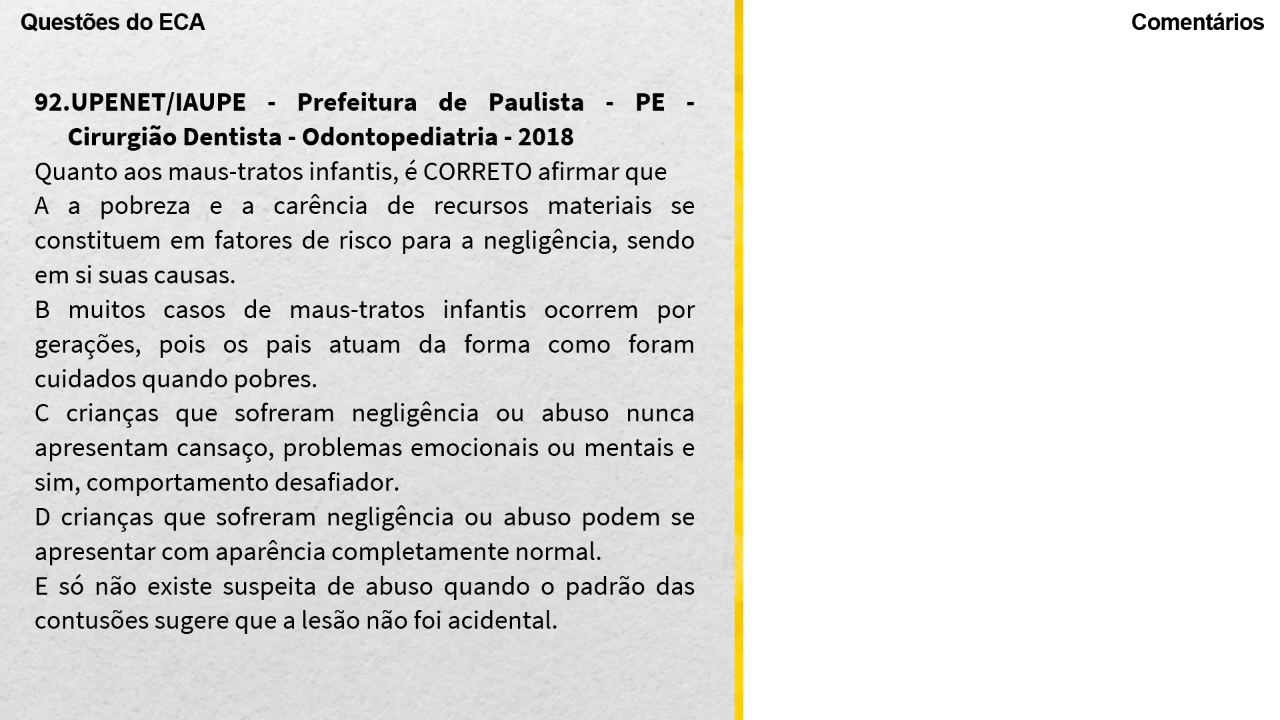 Questões do ECA
Comentários
92.UPENET/IAUPE - Prefeitura de Paulista - PE -
Cirurgião Dentista - Odontopediatria - 2018
Quanto aos maus-tratos infantis, é CORRETO afirmar que
A a pobreza e a carência de recursos materiais se
constituem em fatores de risco para a negligência, sendo
em si suas causas.
B muitos casos de maus-tratos infantis ocorrem por
gerações, pois os pais atuam da forma como foram
cuidados quando pobres.
C crianças que sofreram negligência ou abuso nunca
apresentam cansaço, problemas emocionais ou mentais e
sim, comportamento desafiador.
D crianças que sofreram negligência ou abuso podem se
apresentar com aparência completamente normal.
E só não existe suspeita de abuso quando o padrão das
contusões sugere que a lesão não foi acidental.